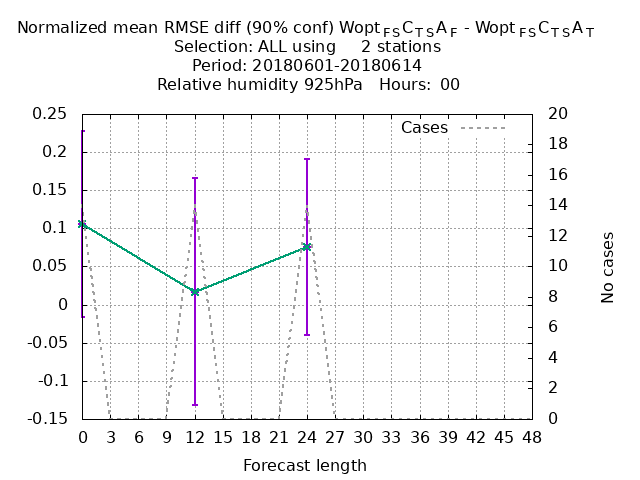 Normalized mean RMSE diff (90% conf) Wopt FS C TS A F - Wopt FS C TS A T
Selection: ALL using 2 stations
Period: 20180601-20180614
Relative humidity 925hPa Hours: 00
Cases
0.25
0.2
0.15
0.1
0.05
0
-0.05
-0.1
-0.15
20
18
16
14
12
10
8
6
4
2
0
No cases
0 3 6 9 12 15 18 21 24 27 30 33 36 39 42 45 48
Forecast length